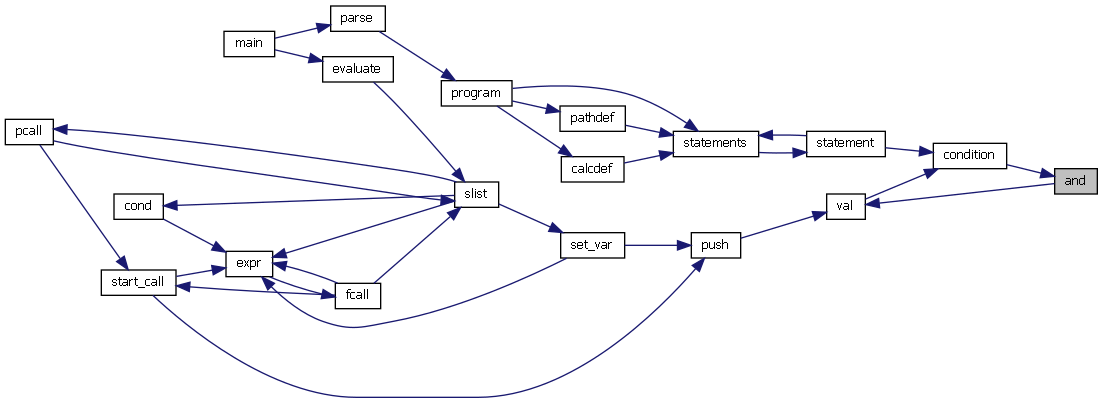 parse
main
evaluate
program
pathdef
pcall
statements
statement
condition
calcdef
and
slist
cond
val
set_var
push
expr
start_call
fcall